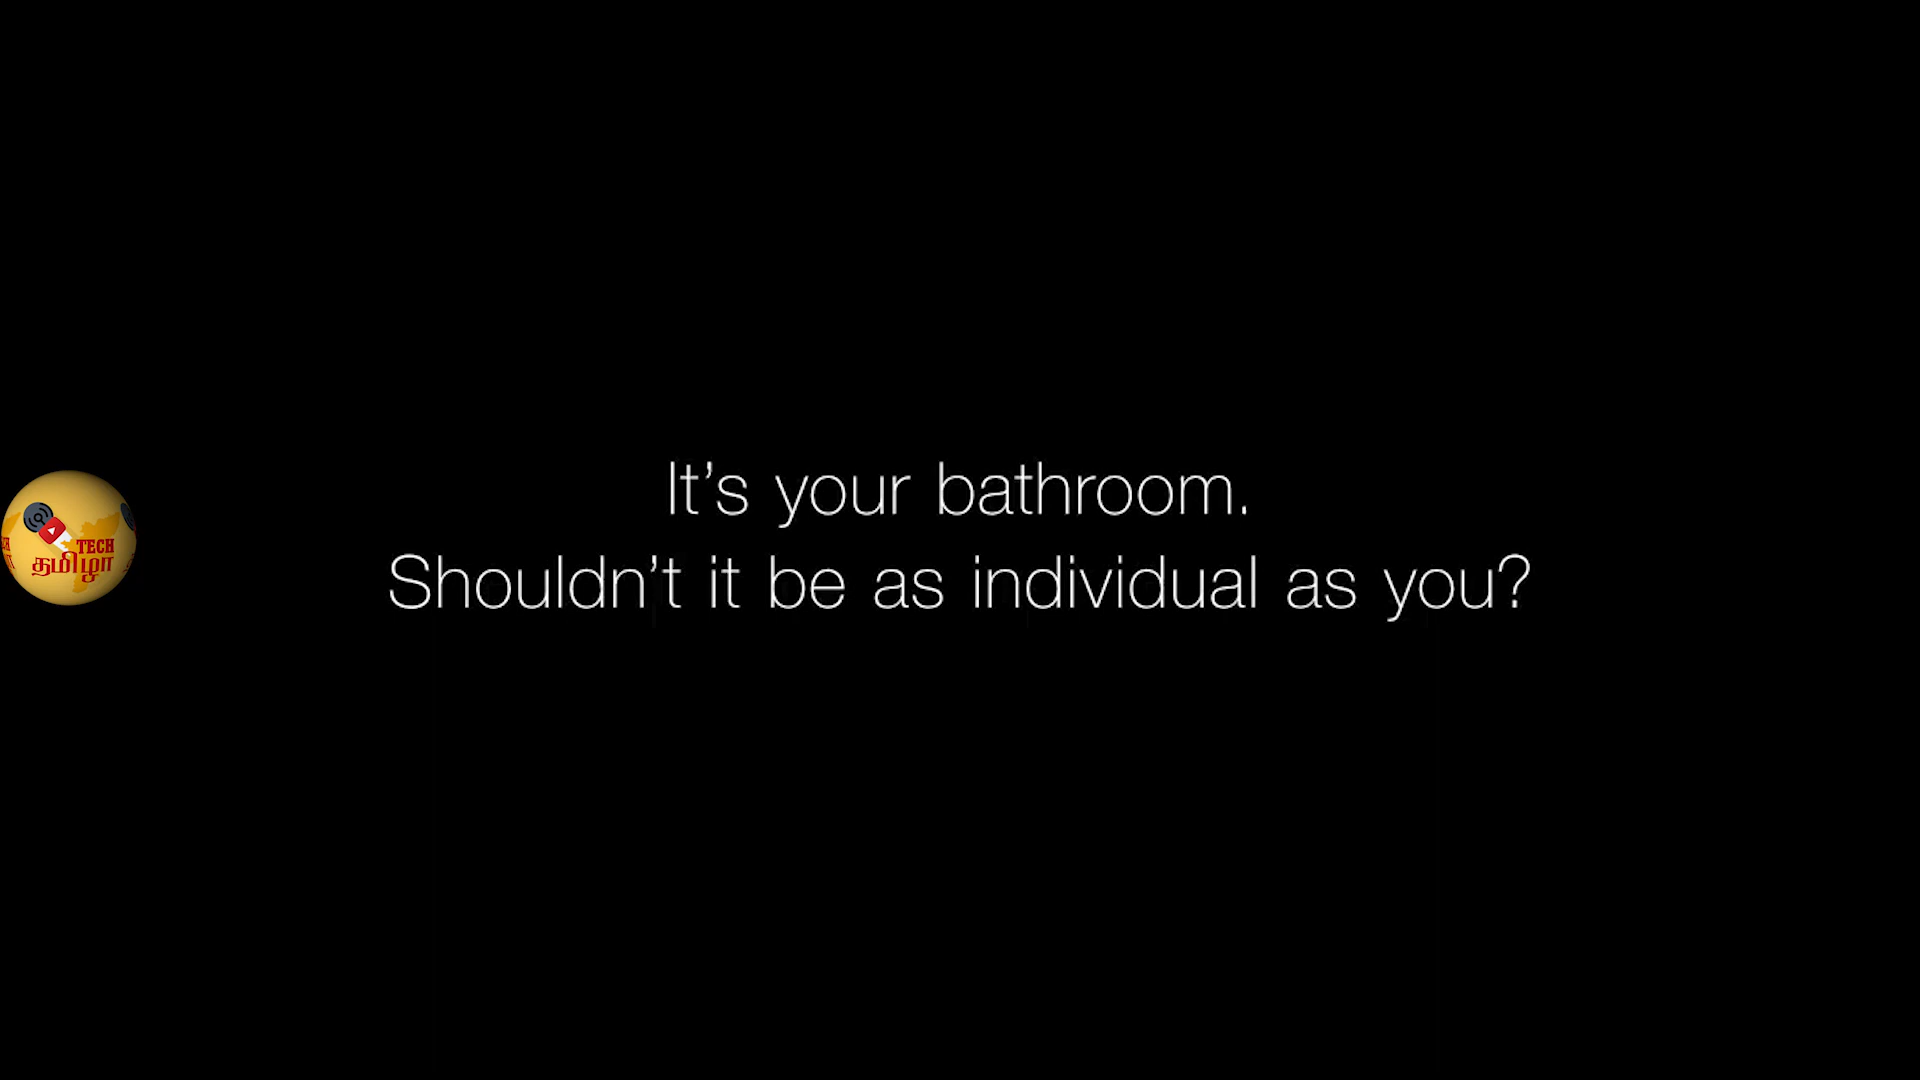 It’s your bathroom.
Shouldn’t it be as individual as you?
TECH
தமிழா